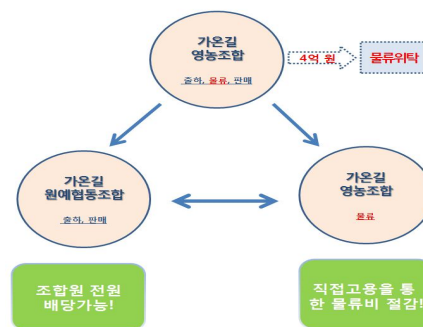 가온길
영농조합
출하, 물류, 판매
4억 원
물류위탁
가온길
원예협동조합
출하, 판매
가온길
영농조합
물류
조합원 전원
배당가능!
직접고용을 통
한 물류비 절감!